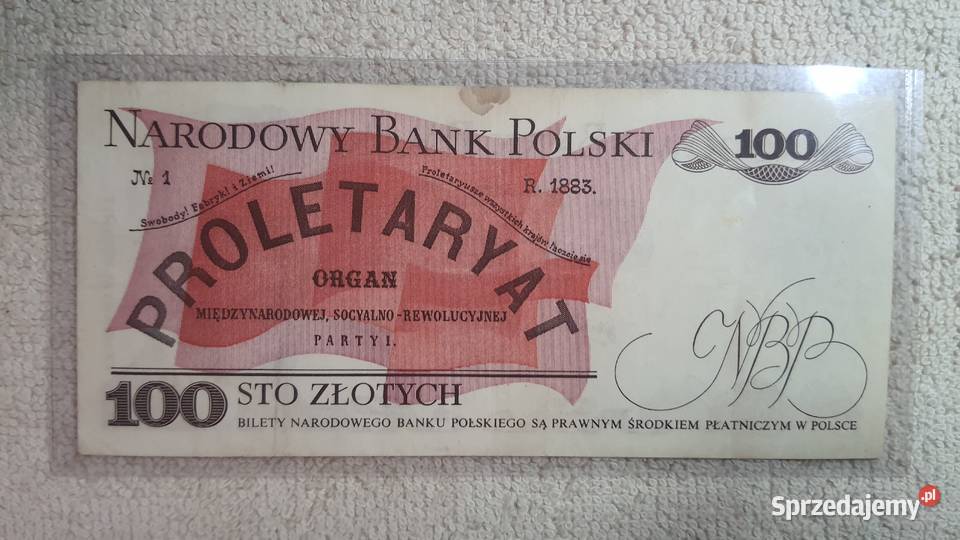 NARODOWY BANK POLSKI
100
№ 1
R. 1883.
Swobody! Fabryk! i Ziemi!
Proletaryusze wszystkich krajów łączcie się
PROLETARYAT
ORGAN
MIĘDZYNARODOWEJ, SOCYALNO-REWOLUCYJNEJ
PARTYI.
NBP
100 STO ZŁOTYCH
BILETY NARODOWEGO BANKU POLSKIEGO SĄ PRAWNYM ŚRODKIEM PŁATNICZYM W POLSCE
Sprzedajemy.pl